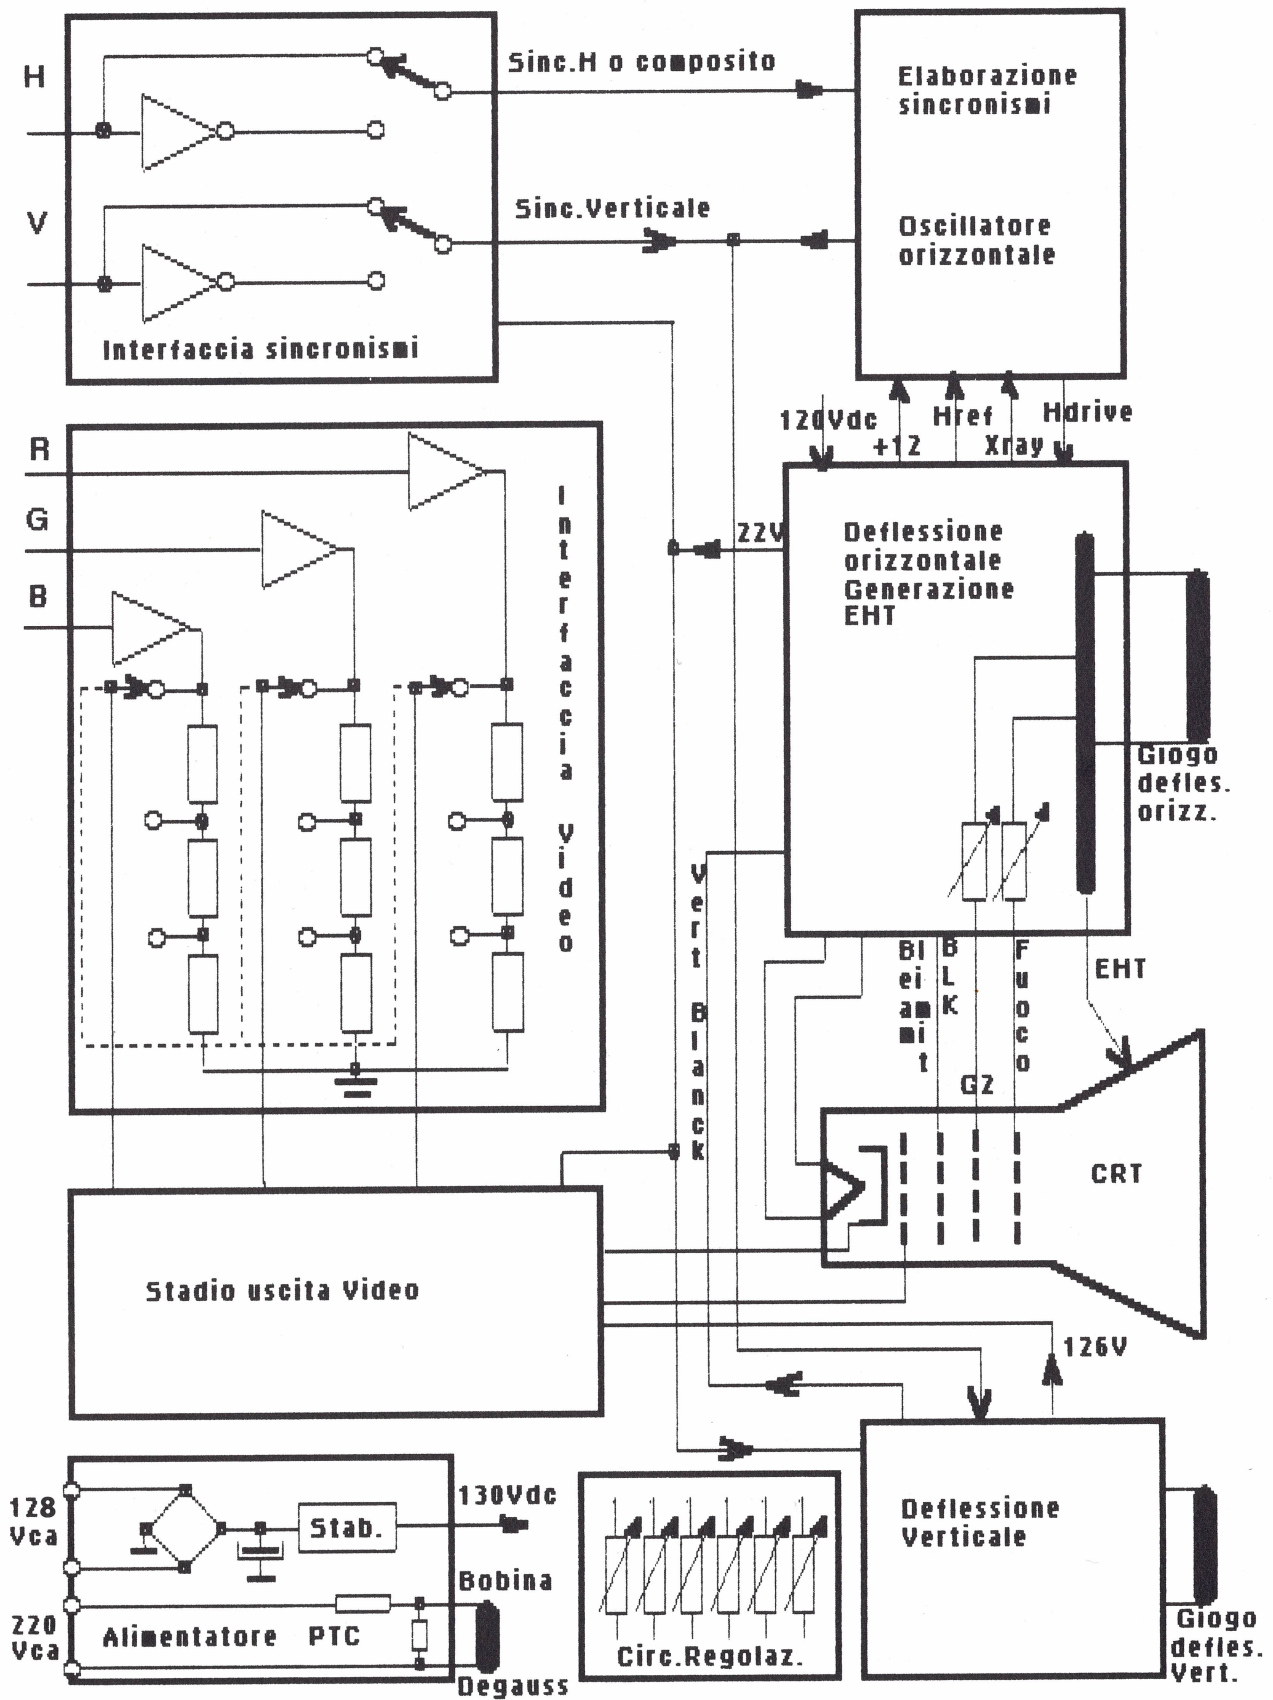 H
Sinc.H o composito
Elaborazione
sincronismi
V
Sinc.Verticale
Oscillatore
orizzontale
Interfaccia sincronismi
120Vdc
+12
Href
Xray
Hdrive
R
G
B
Interfaccia Video
22V
Deflessione
orizzontale
Generazione
EHT
Giogo
defles.
orizz.
Vert Blanck
BLK
Fuoco
EHT
G2
CRT
Stadio uscita Video
126V
128
Vca
Stab.
130Vdc
Bobina
220
Vca
Alimentatore PTC
Degauss
Circ.Regolaz.
Deflessione
Verticale
Giogo
defles.
Vert.